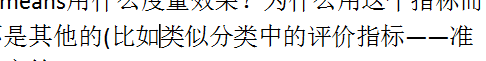 means用什么度量效果？为什么用这个指标而
是其他的(比如类似分类中的评价指标——准